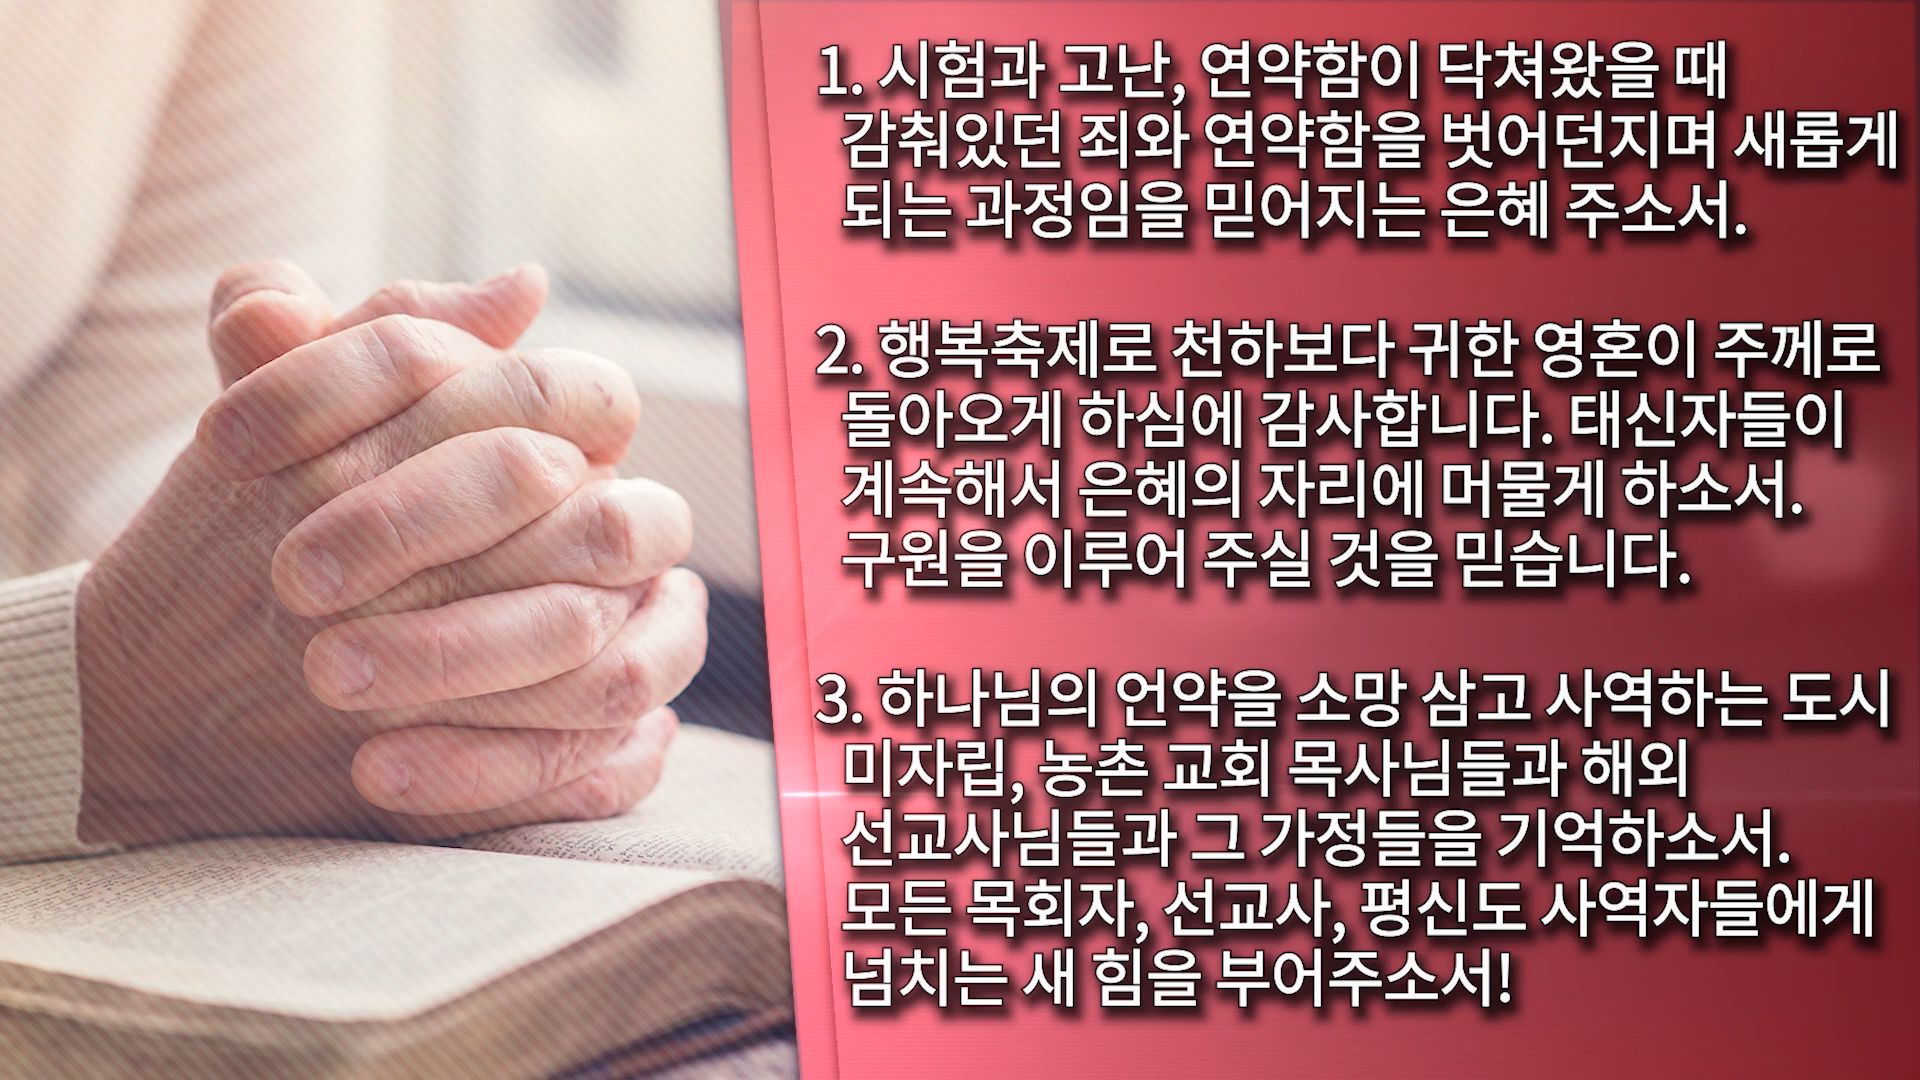 1. 시험과 고난, 연약함이 닥쳐왔을 때
감춰있던 죄와 연약함을 벗어던지며 새롭게
되는 과정임을 믿어지는 은혜 주소서.
2. 행복축제로 천하보다 귀한 영혼이 주께로
돌아오게 하심에 감사합니다. 태신자들이
계속해서 은혜의 자리에 머물게 하소서.
구원을 이루어 주실 것을 믿습니다.
3. 하나님의 언약을 소망 삼고 사역하는 도시
미자립, 농촌 교회 목사님들과 해외
선교사님들과 그 가정들을 기억하소서.
모든 목회자, 선교사, 평신도 사역자들에게
넘치는 새 힘을 부어주소서!